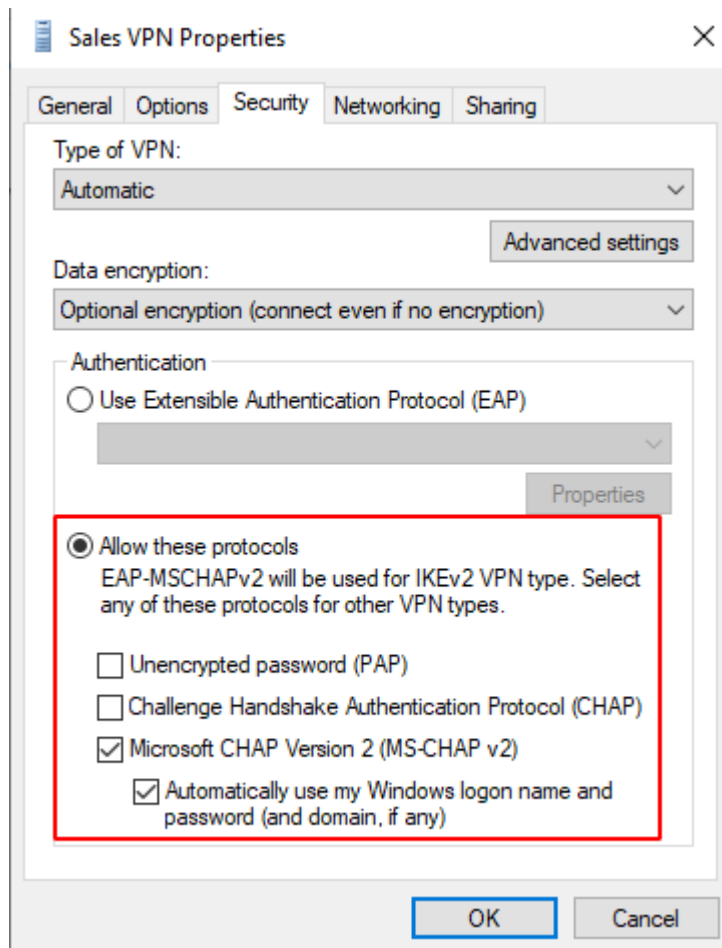 Sales VPN Properties
General Options Security Networking Sharing
Type of VPN:
Automatic
Advanced settings
Data encryption:
Optional encryption (connect even if no encryption)
Authentication
Use Extensible Authentication Protocol (EAP)
Properties
Allow these protocols
EAP-MSCHAPv2 will be used for IKEv2 VPN type. Select
any of these protocols for other VPN types.
Unencrypted password (PAP)
Challenge Handshake Authentication Protocol (CHAP)
Microsoft CHAP Version 2 (MS-CHAP v2)
Automatically use my Windows logon name and
password (and domain, if any)
OK Cancel